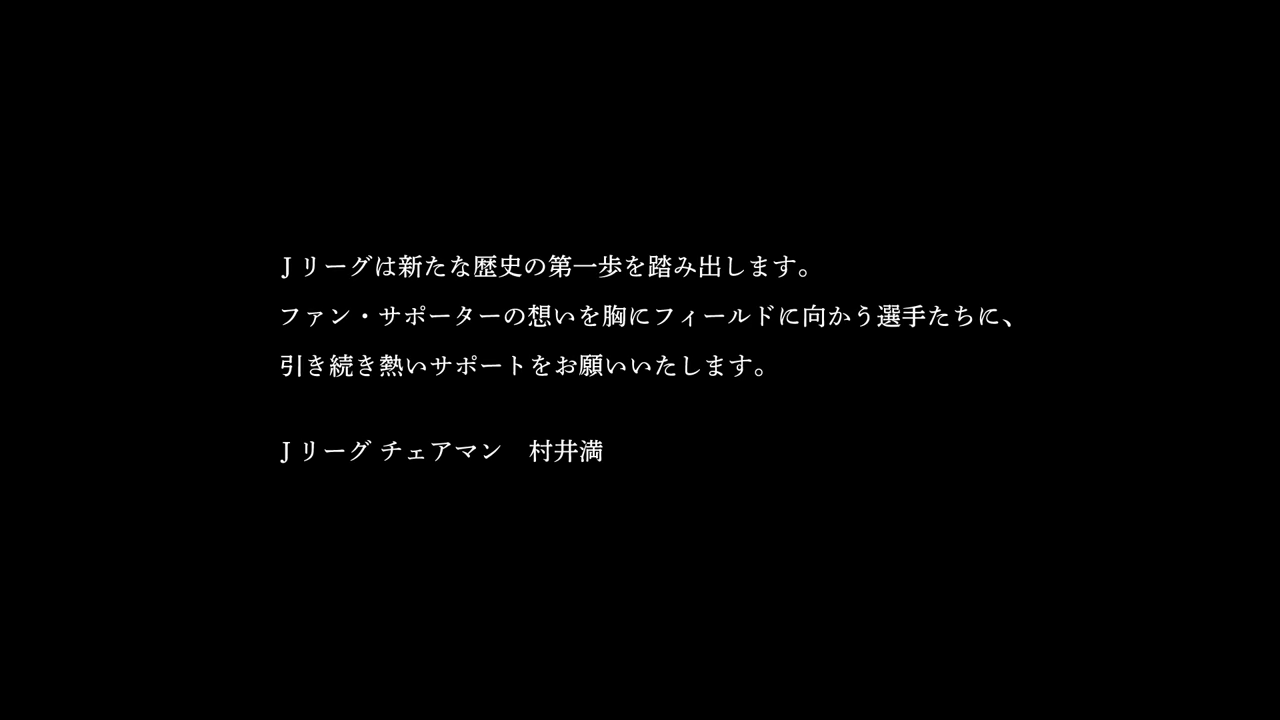 Jリーグは新たな歴史の第一歩を踏み出します。
ファン・サポーターの想いを胸にフィールドに向かう選手たちに、
引き続き熱いサポートをお願いいたします。
Jリーグ チェアマン　村井満